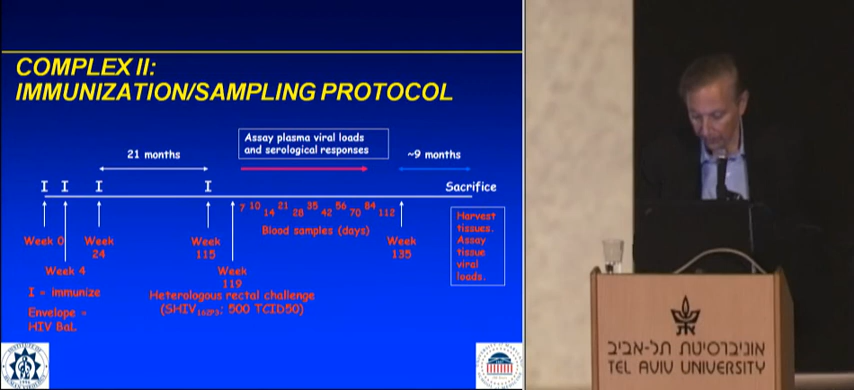 COMPLEX II:
IMMUNIZATION/SAMPLING PROTOCOL
Assay plasma viral loads
and serological responses
21 months
~9 months
I I I I
Sacrifice
7 10 14 21 28 35 42 56 70 84 112
Blood samples (days)
Week 0
Week
24
Week
115
Week
135
Week 4
Week
119
Harvest
tissues.
Assay
tissue
viral
loads.
I = immunize
Heterologous rectal challenge
(SHIV162P3; 500 TCID50)
Envelope =
HIV BaL
אוניברסיטת תל-אביב
TEL AVIV UNIVERSITY